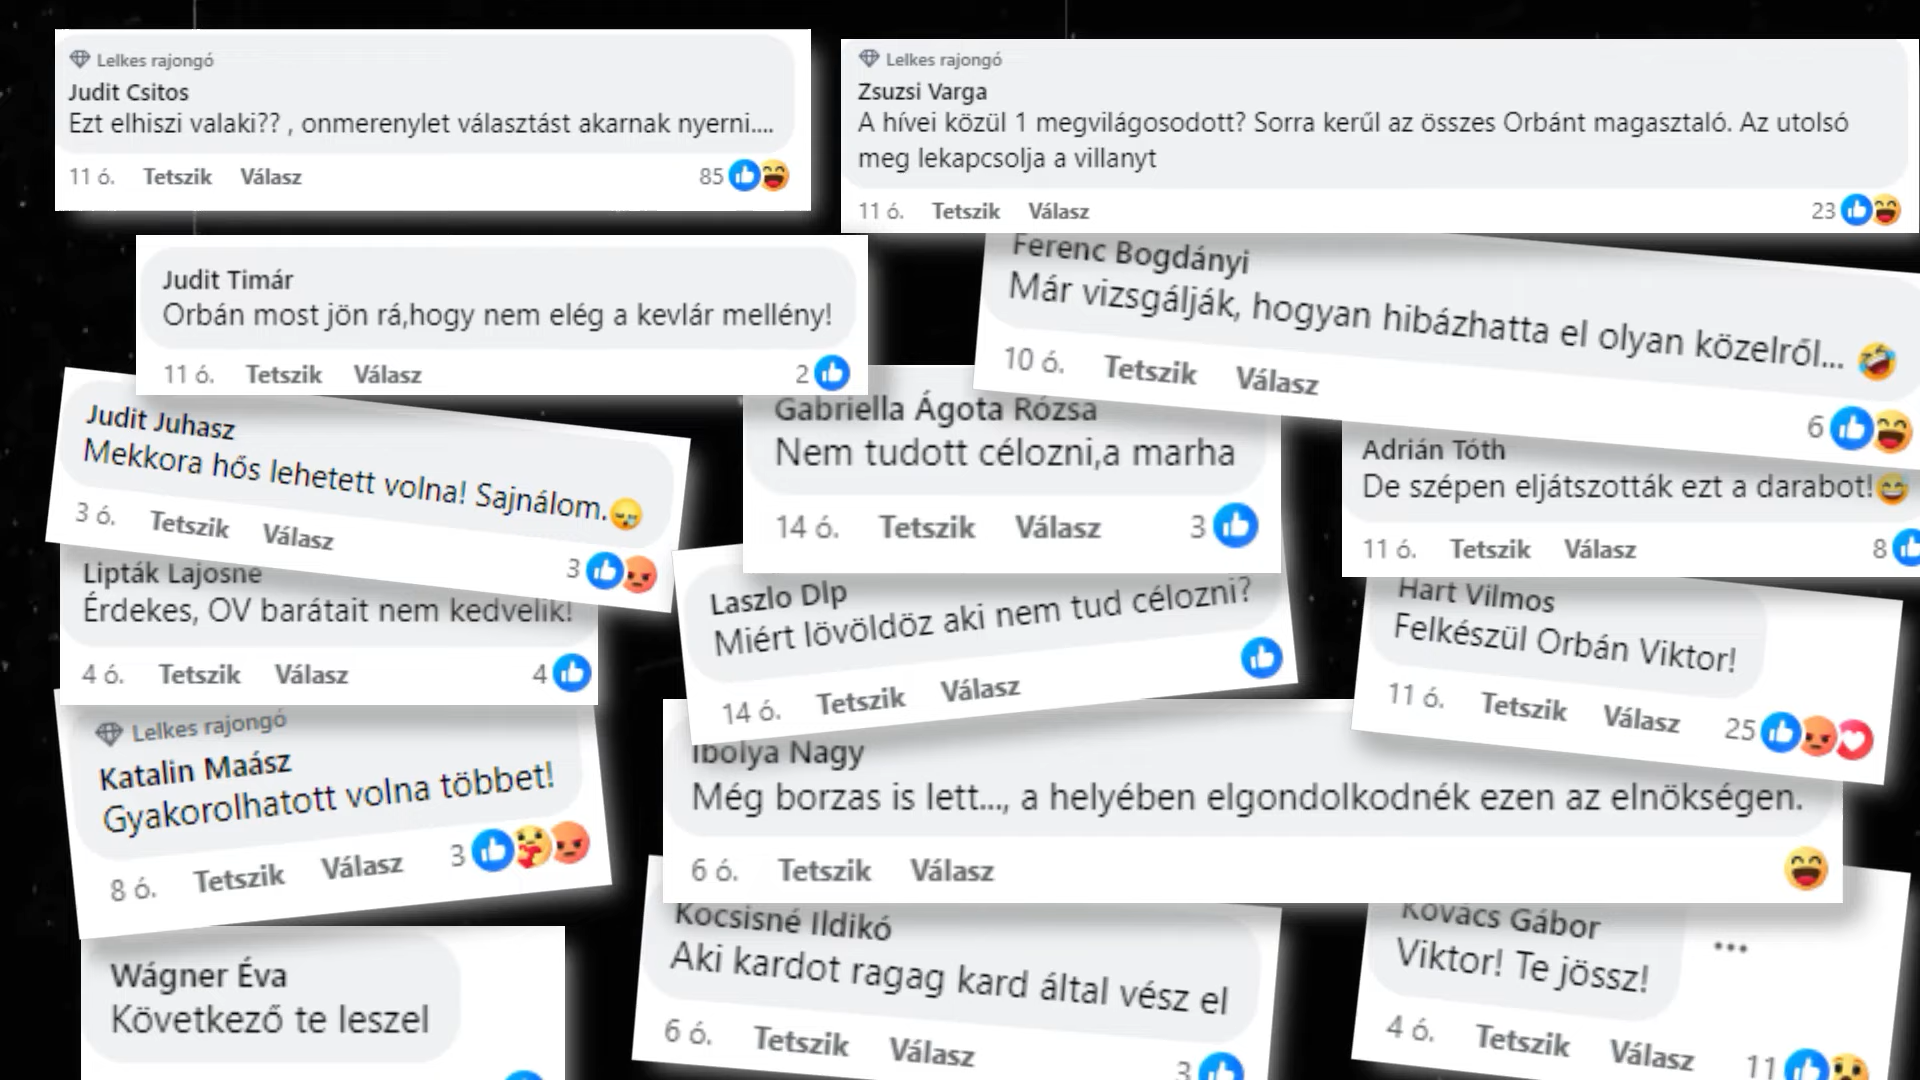 Lelkes rajongó
Judit Csitos
Ezt elhiszi valaki?? , onmerenylet választást akarnak nyerni....
11 ó. Tetszik Válasz 85
Lelkes rajongó
Zsuzsi Varga
A hívei közül 1 megvilágosodott? Sorra kerűl az összes Orbánt magasztaló. Az utolsó
meg lekapcsolja a villanyt
11 ó. Tetszik Válasz 23
Judit Timár
Orbán most jön rá,hogy nem elég a kevlár mellény!
11 ó. Tetszik Válasz 2
Ferenc Bogdányi
Már vizsgálják, hogyan hibázhatta el olyan közelről...
10 ó. Tetszik Válasz 6
Judit Juhasz
Mekkora hős lehetett volna! Sajnálom.
3 ó. Tetszik Válasz 3
Gabriella Ágota Rózsa
Nem tudott célozni,a marha
14 ó. Tetszik Válasz 3
Adrián Tóth
De szépen eljátszották ezt a darabot!
11 ó. Tetszik Válasz 8
Lipták Lajosne
Érdekes, OV barátait nem kedvelik!
4 ó. Tetszik Válasz 4
Laszlo Dlp
Miért lövöldöz aki nem tud célozni?
14 ó. Tetszik Válasz
Hart Vilmos
Felkészül Orbán Viktor!
11 ó. Tetszik Válasz 25
Lelkes rajongó
Katalin Maász
Gyakorolhatott volna többet!
8 ó. Tetszik Válasz 3
Ibolya Nagy
Még borzas is lett..., a helyében elgondolkodnék ezen az elnökségen.
6 ó. Tetszik Válasz
Wágner Éva
Következő te leszel
Kocsisné Ildikó
Aki kardot ragag kard által vész el
6 ó. Tetszik Válasz 3
Kovács Gábor
Viktor! Te jössz!
4 ó. Tetszik Válasz 11